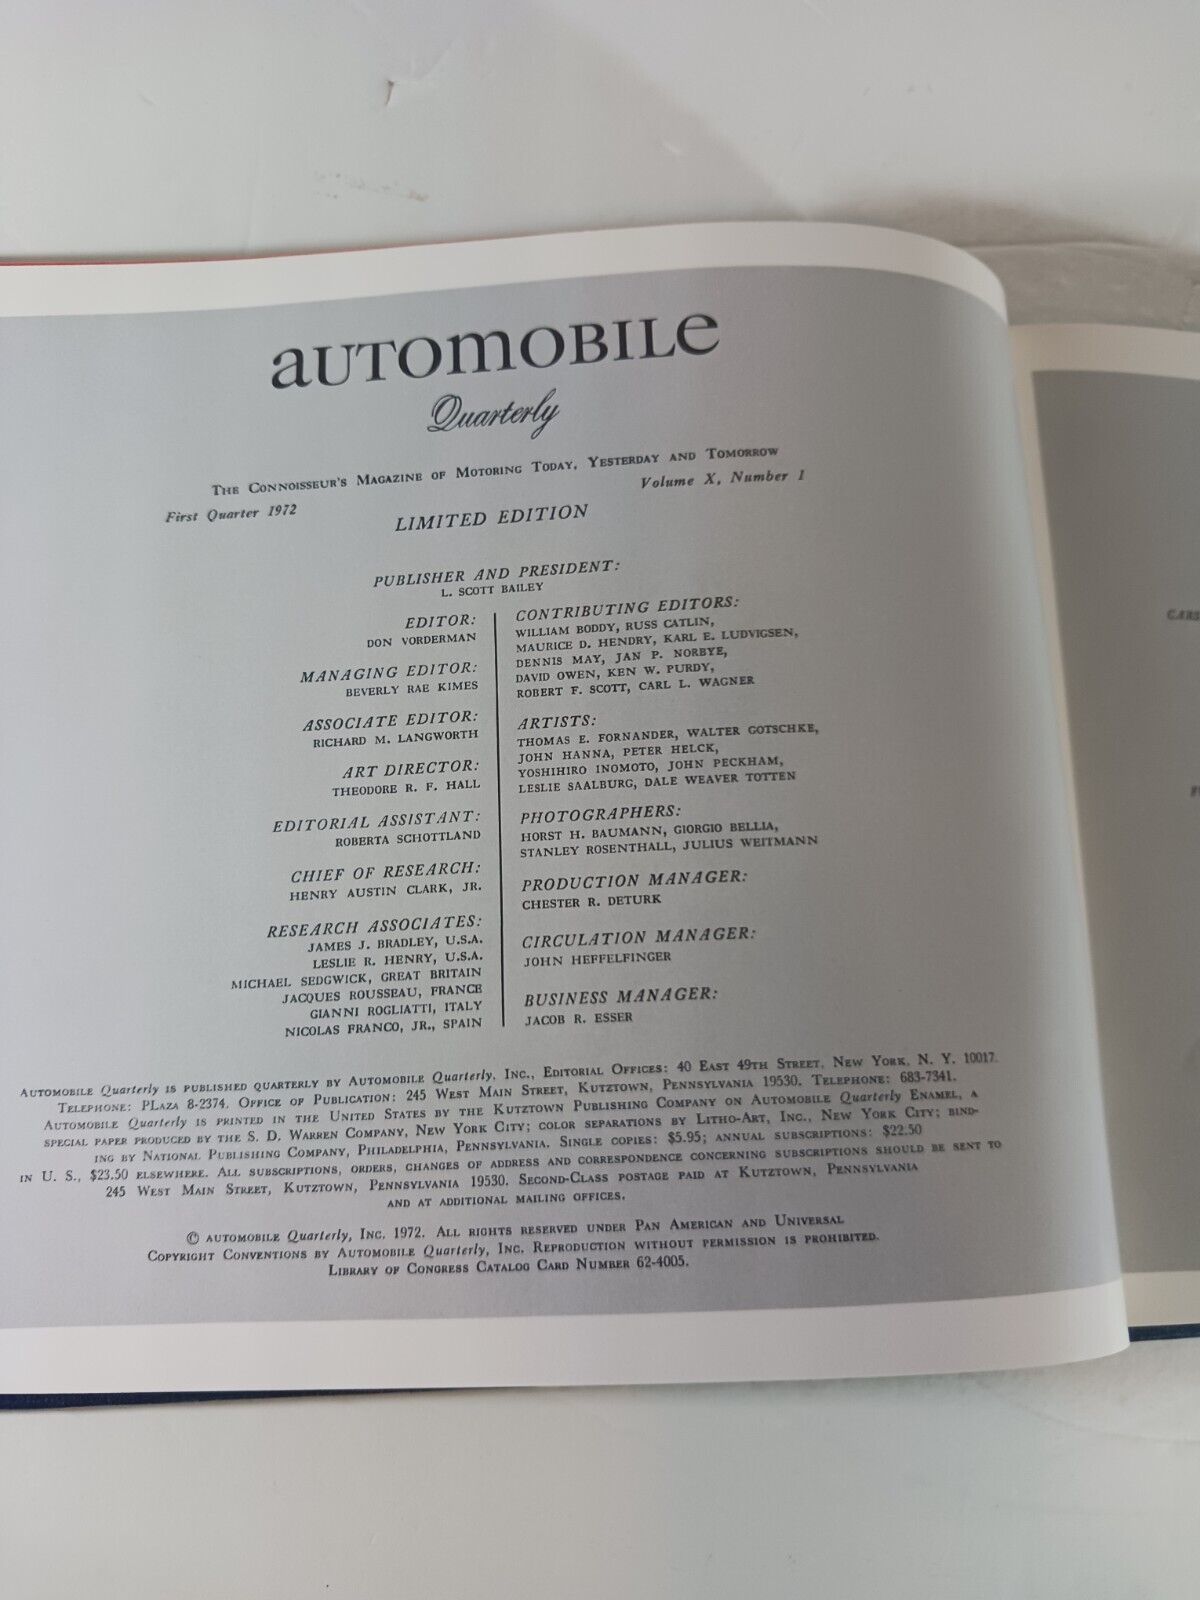 AUTOMOBILE
Quarterly
THE CONNOISSEUR'S MAGAZINE OF MOTORING TODAY, YESTERDAY AND TOMORROW
First Quarter 1972
Volume X, Number 1
LIMITED EDITION
PUBLISHER AND PRESIDENT:
L. SCOTT BAILEY
EDITOR:
DON VORDERMAN
MANAGING EDITOR:
BEVERLY RAE KIMES
ASSOCIATE EDITOR:
RICHARD M. LANGWORTH
ART DIRECTOR:
THEODORE R. F. HALL
EDITORIAL ASSISTANT:
ROBERTA SCHOTTLAND
CHIEF OF RESEARCH:
HENRY AUSTIN CLARK, JR.
RESEARCH ASSOCIATES:
JAMES J. BRADLEY, U.S.A.
LESLIE R. HENRY, U.S.A.
MICHAEL SEDGWICK, GREAT BRITAIN
JACQUES ROUSSEAU, FRANCE
GIANNI ROGLIATTI, ITALY
NICOLAS FRANCO, JR., SPAIN
CONTRIBUTING EDITORS:
WILLIAM BODDY, RUSS CATLIN,
MAURICE D. HENDRY, KARL E. LUDVIGSEN,
DENNIS MAY, JAN P. NORBYE,
DAVID OWEN, KEN W. PURDY,
ROBERT F. SCOTT, CARL L. WAGNER
ARTISTS:
THOMAS E. FORNANDER, WALTER GOTSCHKE,
JOHN HANNA, PETER HELCK,
YOSHIHIRO INOMOTO, JOHN PECKHAM,
LESLIE SAALBURG, DALE WEAVER TOTTEN
PHOTOGRAPHERS:
HORST H. BAUMANN, GIORGIO BELLIA,
STANLEY ROSENTHALL, JULIUS WEITMANN
PRODUCTION MANAGER:
CHESTER R. DETURK
CIRCULATION MANAGER:
JOHN HEFFELFINGER
BUSINESS MANAGER:
JACOB R. ESSER
AUTOMOBILE Quarterly IS PUBLISHED QUARTERLY BY AUTOMOBILE Quarterly, INC., EDITORIAL OFFICES: 40 EAST 49TH STREET, NEW YORK, N. Y. 10017.
TELEPHONE: PLAZA 8-2374. OFFICE OF PUBLICATION: 245 WEST MAIN STREET, KUTZTOWN, PENNSYLVANIA 19530. TELEPHONE: 683-7341.
AUTOMOBILE Quarterly IS PRINTED IN THE UNITED STATES BY THE KUTZTOWN PUBLISHING COMPANY ON AUTOMOBILE Quarterly ENAMEL, A
SPECIAL PAPER PRODUCED BY THE S. D. WARREN COMPANY, NEW YORK CITY; COLOR SEPARATIONS BY LITHO-ART, INC., NEW YORK CITY; BIND-
ING BY NATIONAL PUBLISHING COMPANY, PHILADELPHIA, PENNSYLVANIA. SINGLE COPIES: $5.95; ANNUAL SUBSCRIPTIONS: $22.50
IN U. S., $23.50 ELSEWHERE. ALL SUBSCRIPTIONS, ORDERS, CHANGES OF ADDRESS AND CORRESPONDENCE CONCERNING SUBSCRIPTIONS SHOULD BE SENT TO
245 WEST MAIN STREET, KUTZTOWN, PENNSYLVANIA 19530. SECOND-CLASS POSTAGE PAID AT KUTZTOWN, PENNSYLVANIA
AND AT ADDITIONAL MAILING OFFICES.
© AUTOMOBILE Quarterly, INC. 1972. ALL RIGHTS RESERVED UNDER PAN AMERICAN AND UNIVERSAL
COPYRIGHT CONVENTIONS BY AUTOMOBILE Quarterly, INC. REPRODUCTION WITHOUT PERMISSION IS PROHIBITED.
LIBRARY OF CONGRESS CATALOG CARD NUMBER 62-4005.